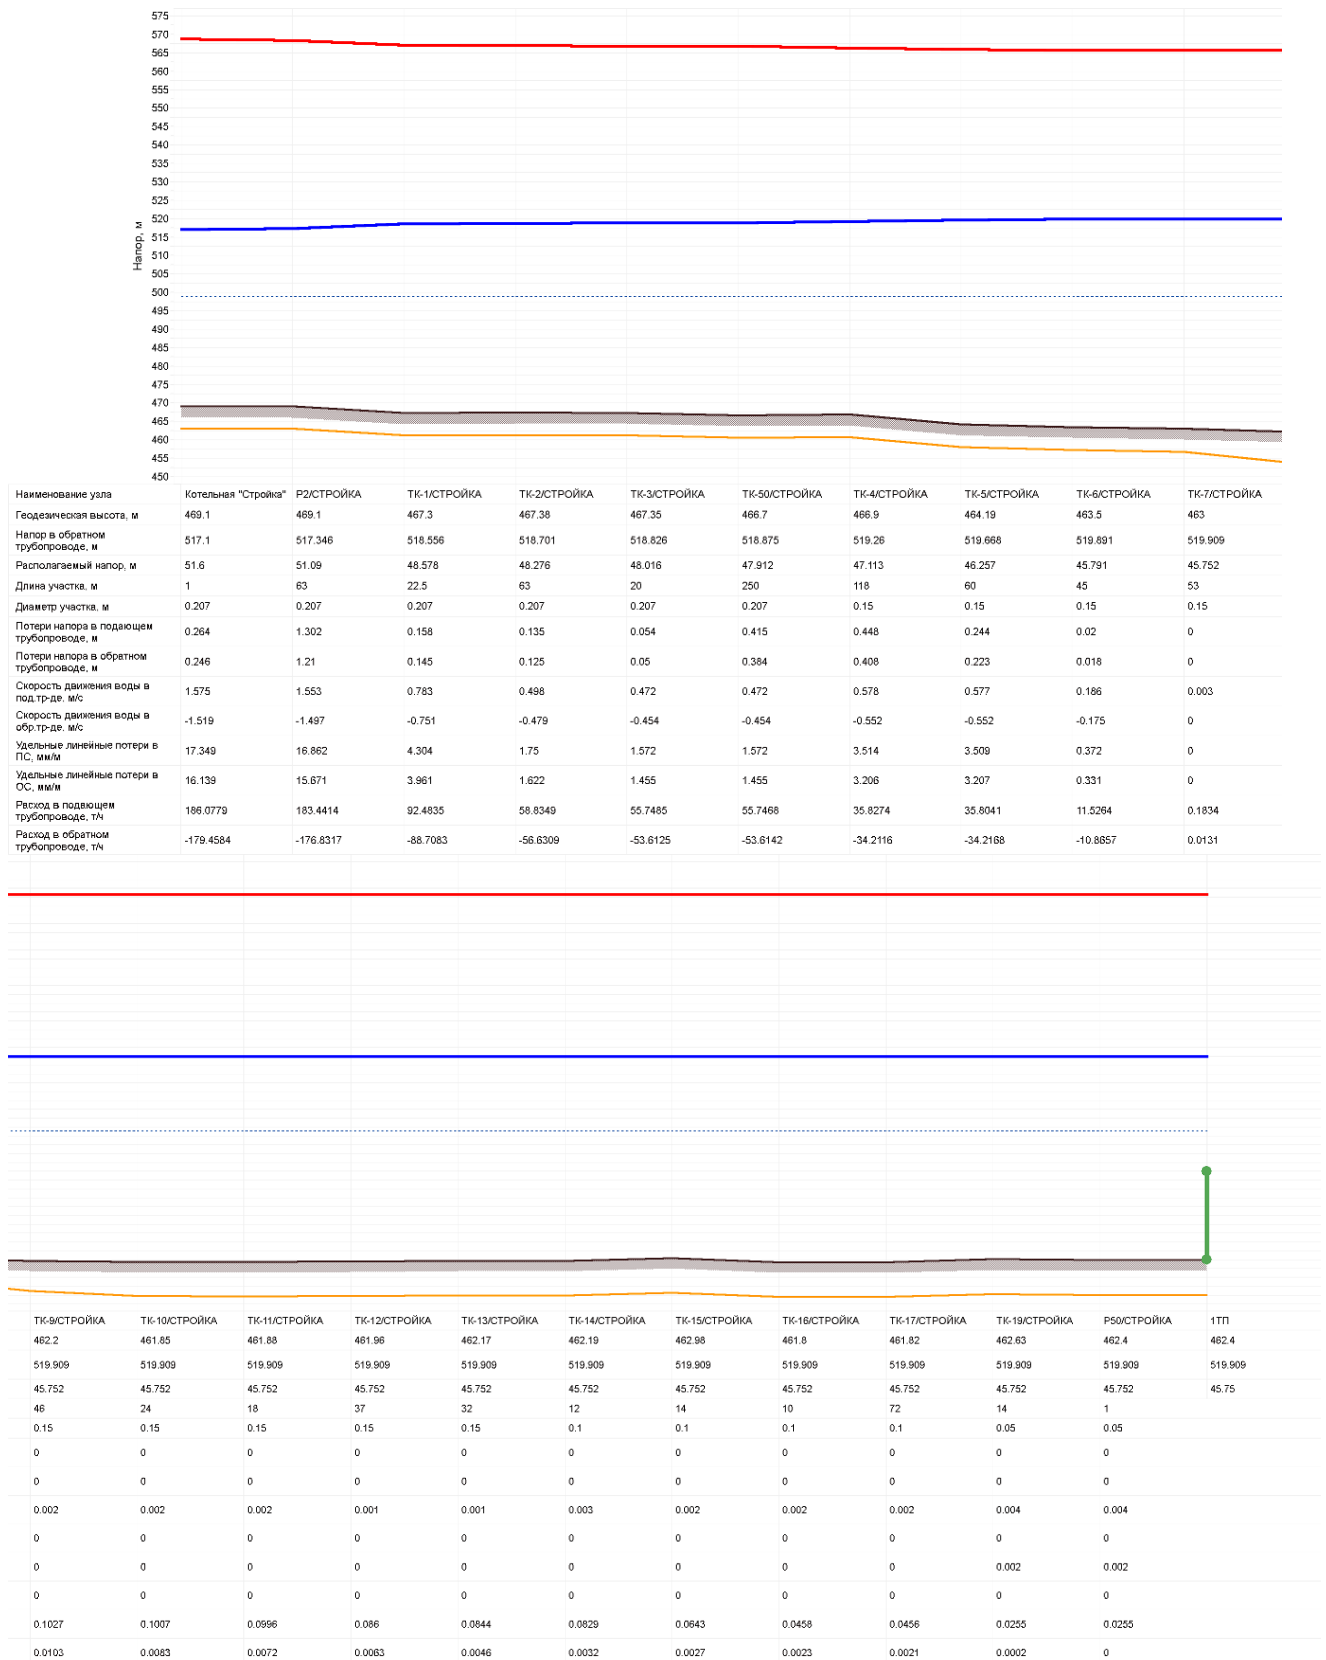 575
570
565
560
555
550
545
540
535
530
525
520
515
510
505
500
495
490
485
480
475
470
465
460
455
450
Напор, м
Наименование узла Котельная "Стройка" Р2/СТРОЙКА ТК-1/СТРОЙКА ТК-2/СТРОЙКА ТК-3/СТРОЙКА ТК-50/СТРОЙКА ТК-4/СТРОЙКА ТК-5/СТРОЙКА ТК-6/СТРОЙКА ТК-7/СТРОЙКА
Геодезическая высота, м 469.1 469.1 467.3 467.38 467.35 466.7 466.9 464.19 463.5 463
Напор в обратном
трубопроводе, м 517.1 517.346 518.556 518.701 518.826 518.875 519.26 519.668 519.891 519.909
Располагаемый напор, м 51.6 51.09 48.578 48.276 48.016 47.912 47.113 46.257 45.791 45.752
Длина участка, м 1 63 22.5 63 20 250 118 60 45 53
Диаметр участка, м 0.207 0.207 0.207 0.207 0.207 0.207 0.15 0.15 0.15 0.15
Потери напора в подающем
трубопроводе, м 0.264 1.302 0.158 0.135 0.054 0.415 0.448 0.244 0.02 0
Потери напора в обратном
трубопроводе, м 0.246 1.21 0.145 0.125 0.05 0.384 0.408 0.223 0.018 0
Скорость движения воды в
под.тр-де, м/с 1.575 1.553 0.783 0.498 0.472 0.472 0.578 0.577 0.186 0.003
Скорость движения воды в
обр.тр-де, м/с -1.519 -1.497 -0.751 -0.479 -0.454 -0.454 -0.552 -0.552 -0.175 0
Удельные линейные потери в
ПС, мм/м 17.349 16.862 4.304 1.75 1.572 1.572 3.514 3.509 0.372 0
Удельные линейные потери в
ОС, мм/м 16.139 15.671 3.961 1.622 1.455 1.455 3.206 3.207 0.331 0
Расход в подающем
трубопроводе, т/ч 186.0779 183.4414 92.4835 58.8349 55.7485 55.7468 35.8274 35.8041 11.5264 0.1834
Расход в обратном
трубопроводе, т/ч -179.4584 -176.8317 -88.7083 -56.6309 -53.6125 -53.6142 -34.2116 -34.2168 -10.8657 0.0131
ТК-9/СТРОЙКА ТК-10/СТРОЙКА ТК-11/СТРОЙКА ТК-12/СТРОЙКА ТК-13/СТРОЙКА ТК-14/СТРОЙКА ТК-15/СТРОЙКА ТК-16/СТРОЙКА ТК-17/СТРОЙКА ТК-19/СТРОЙКА Р50/СТРОЙКА 1ТП
462.2 461.85 461.88 461.96 462.17 462.19 462.98 461.8 461.82 462.63 462.4 462.4
519.909 519.909 519.909 519.909 519.909 519.909 519.909 519.909 519.909 519.909 519.909 519.909
45.752 45.752 45.752 45.752 45.752 45.752 45.752 45.752 45.752 45.752 45.752 45.75
46 24 18 37 32 12 14 10 72 14 1
0.15 0.15 0.15 0.15 0.15 0.1 0.1 0.1 0.1 0.05 0.05
0 0 0 0 0 0 0 0 0 0 0
0 0 0 0 0 0 0 0 0 0 0
0.002 0.002 0.002 0.001 0.001 0.003 0.002 0.002 0.002 0.004 0.004
0 0 0 0 0 0 0 0 0 0 0
0 0 0 0 0 0 0 0 0 0.002 0.002
0 0 0 0 0 0 0 0 0 0 0
0.1027 0.1007 0.0996 0.086 0.0844 0.0829 0.0643 0.0458 0.0456 0.0255 0.0255
0.0103 0.0083 0.0072 0.0063 0.0046 0.0032 0.0027 0.0023 0.0021 0.0002 0